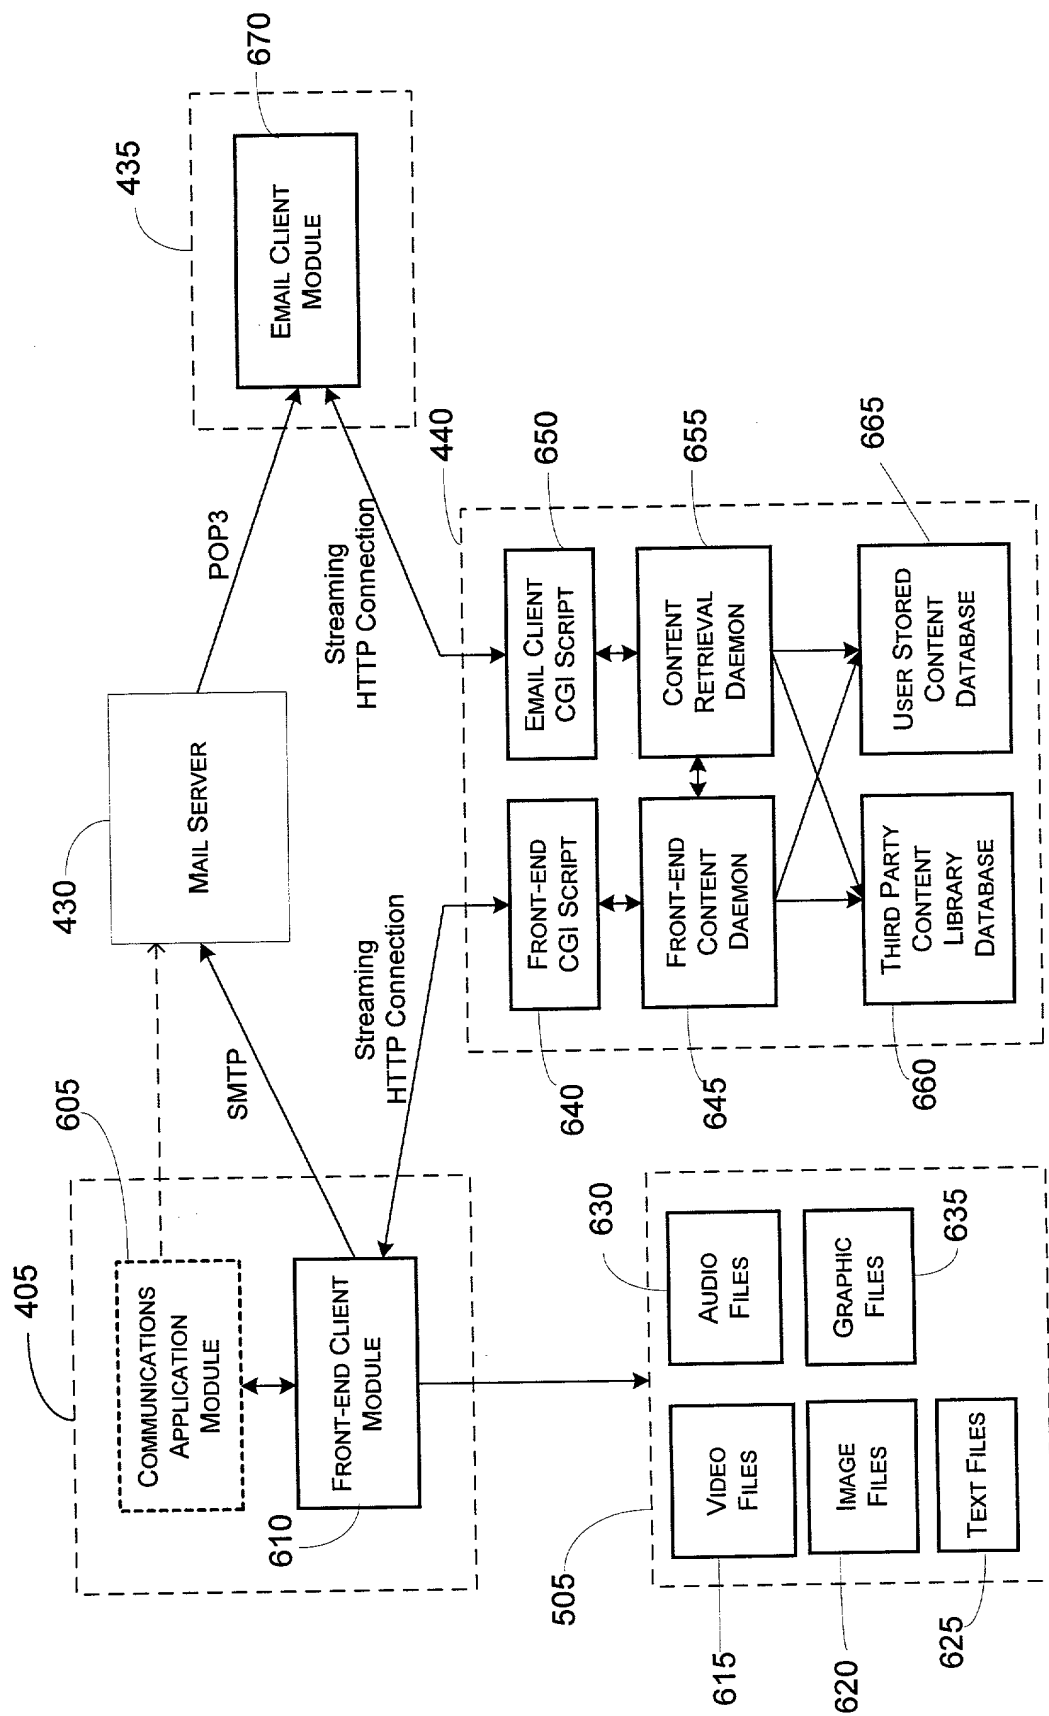 405
605
COMMUNICATIONS
APPLICATION
MODULE
FRONT-END CLIENT
MODULE
610
SMTP
430
MAIL SERVER
POP3
435
670
EMAIL CLIENT
MODULE
Streaming
HTTP Connection
Streaming
HTTP Connection
505
VIDEO
FILES
615
AUDIO
FILES
630
IMAGE
FILES
620
GRAPHIC
FILES
635
TEXT FILES
625
440
FRONT-END
CGI SCRIPT
640
EMAIL CLIENT
CGI SCRIPT
650
FRONT-END
CONTENT
DAEMON
645
CONTENT
RETRIEVAL
DAEMON
655
THIRD PARTY
CONTENT
LIBRARY
DATABASE
660
USER STORED
CONTENT
DATABASE
665